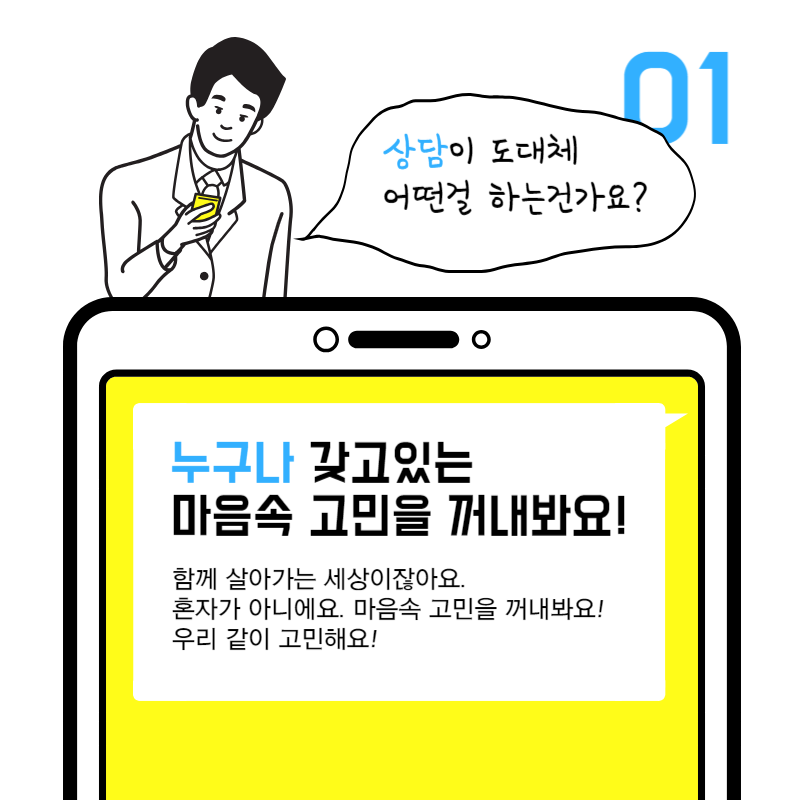 01
상담이 도대체
어떤걸 하는건가요?
누구나 갖고있는
마음속 고민을 꺼내봐요!
함께 살아가는 세상이잖아요.
혼자가 아니에요. 마음속 고민을 꺼내봐요!
우리 같이 고민해요!